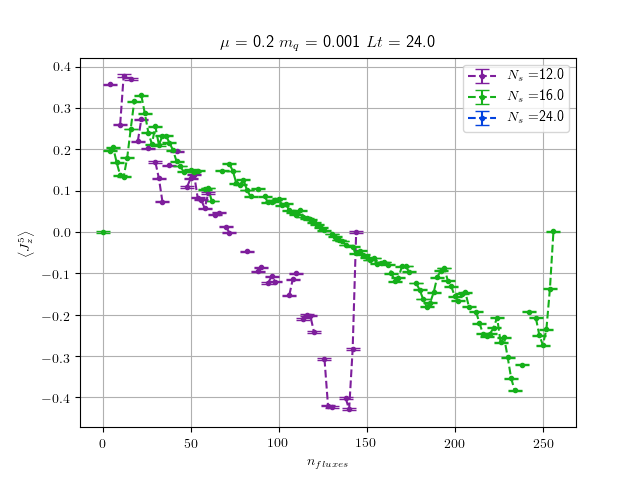 μ = 0.2 m_q = 0.001 Lt = 24.0
N_s =12.0
N_s =16.0
N_s =24.0
0.4
0.3
0.2
0.1
0.0
−0.1
−0.2
−0.3
−0.4
⟨J_z^5⟩
0 50 100 150 200 250
n_{fluxes}